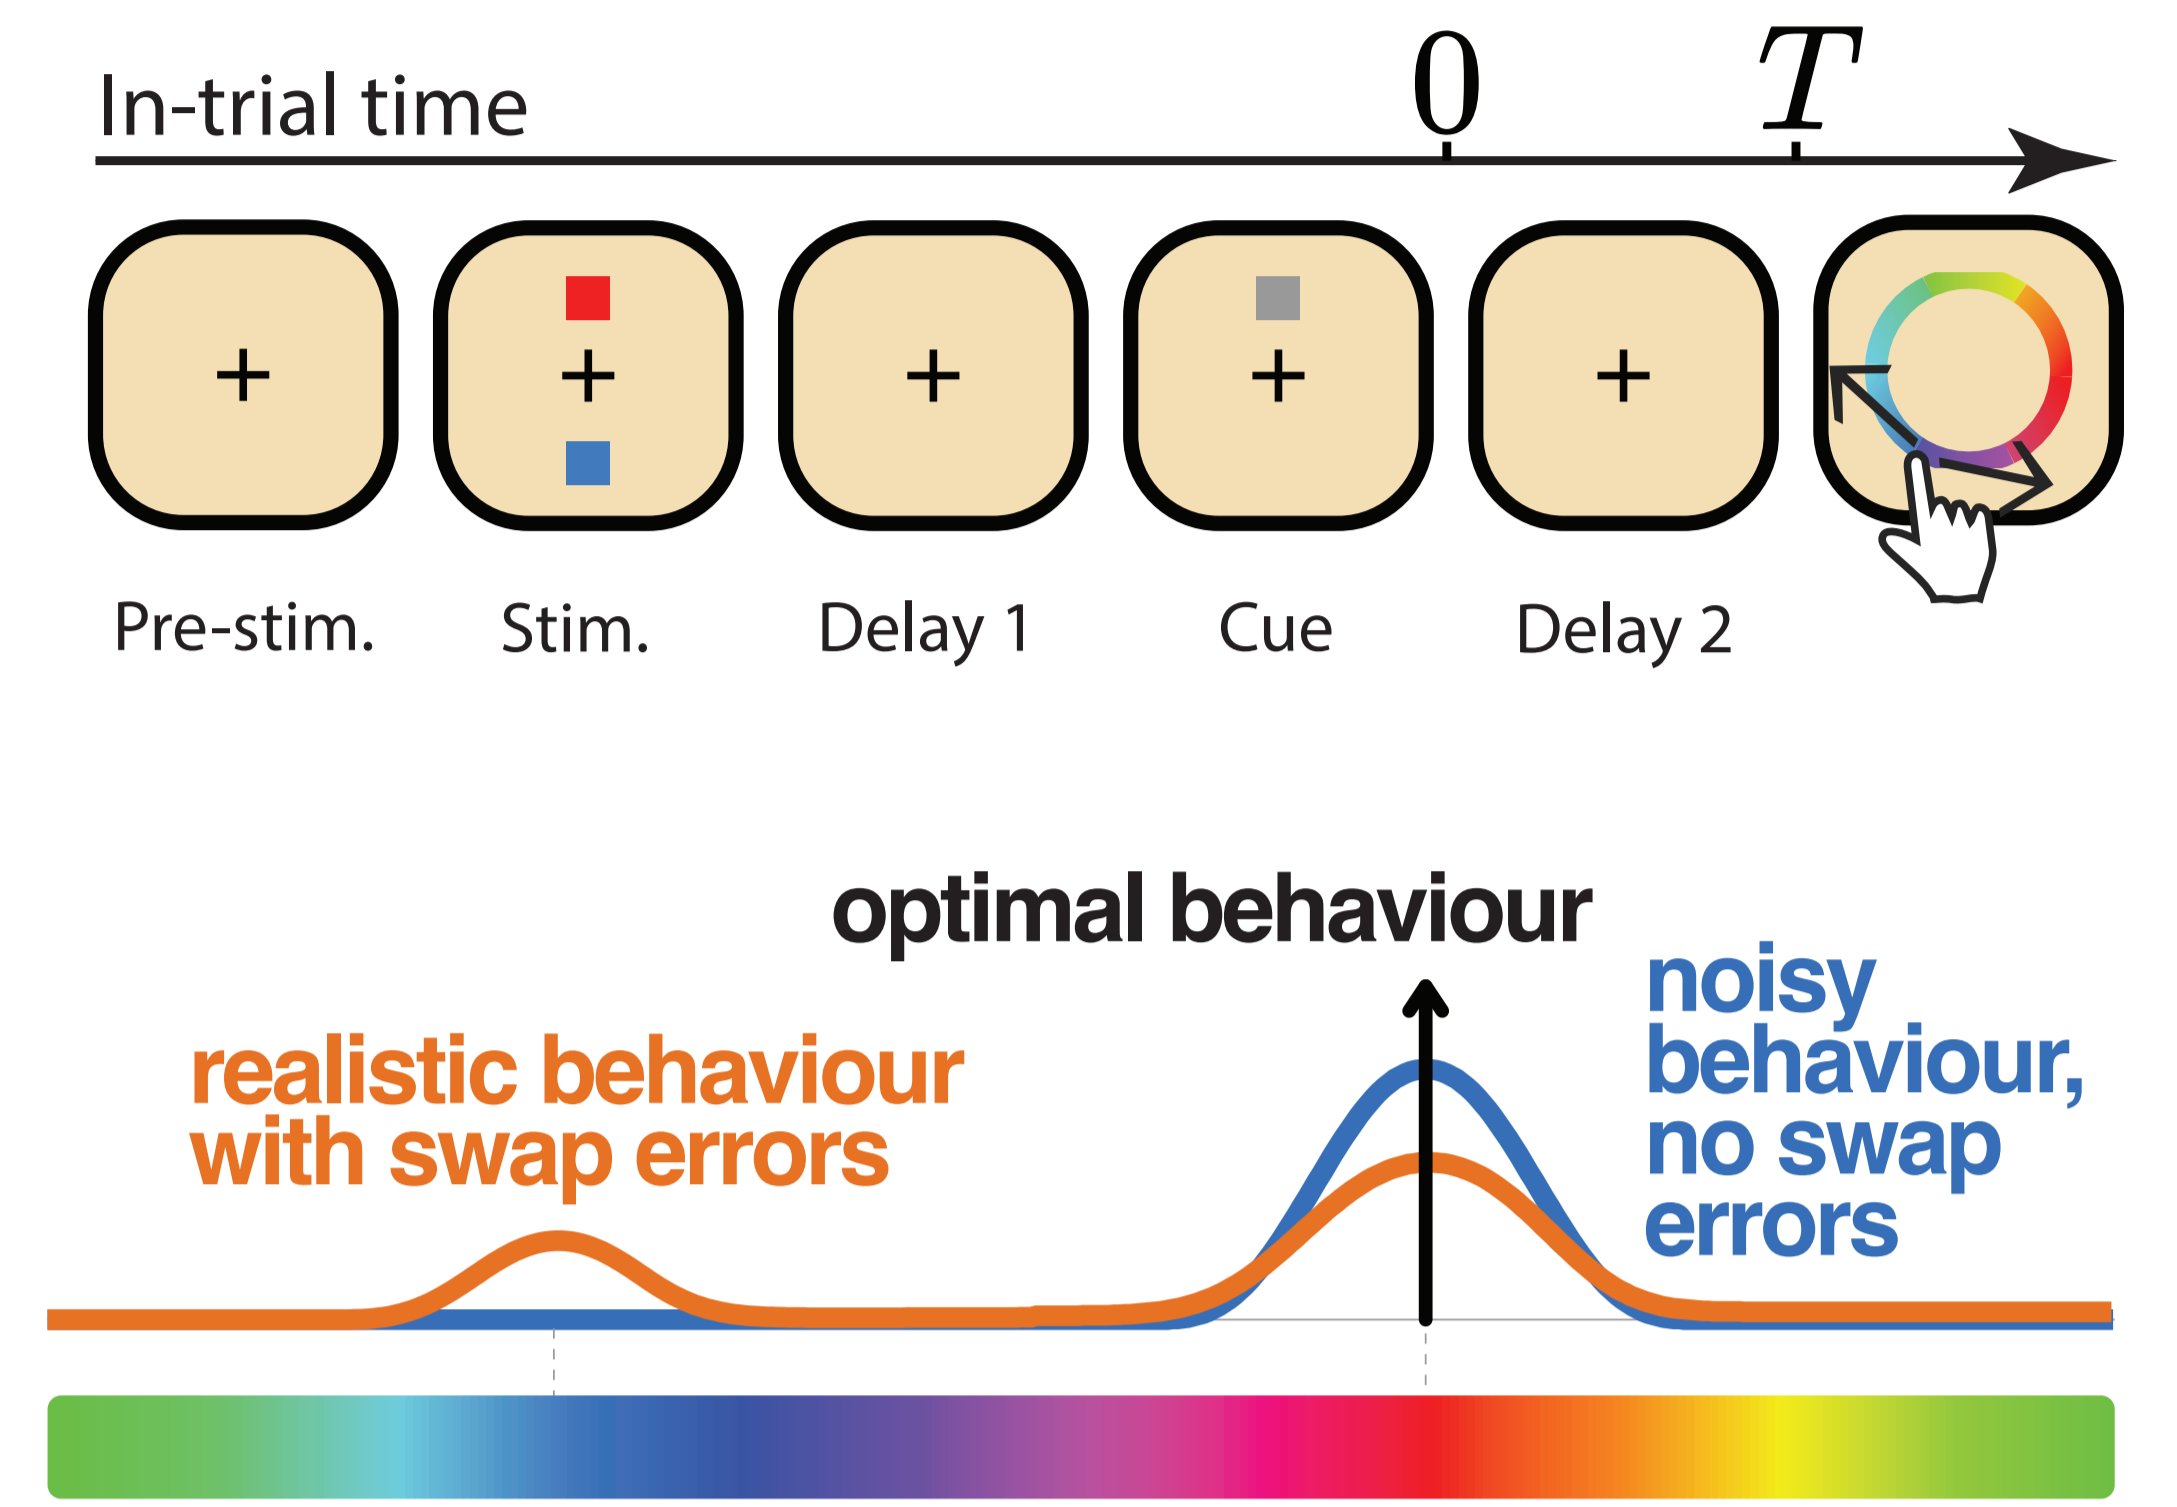 In-trial time
0
T
Pre-stim.
Stim.
Delay 1
Cue
Delay 2
optimal behaviour
realistic behaviour
with swap errors
noisy
behaviour,
no swap
errors